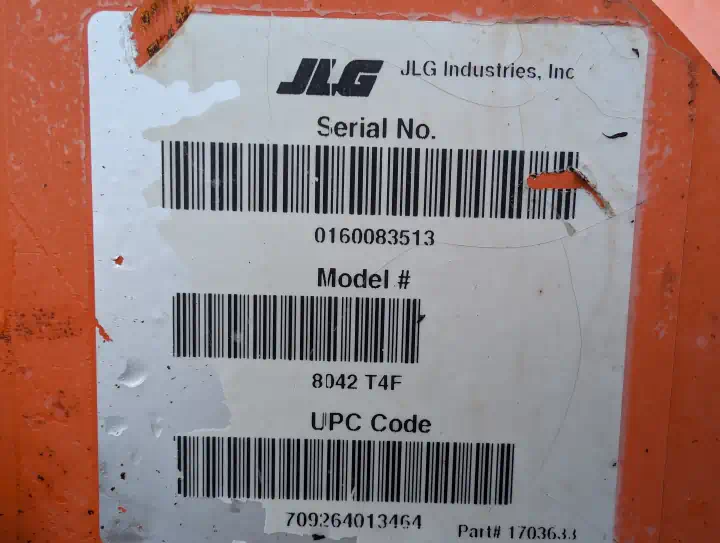 JLG JLG Industries, Inc
Serial No.
0160083513
Model #
8042 T4F
UPC Code
709264013464
Part# 1703633